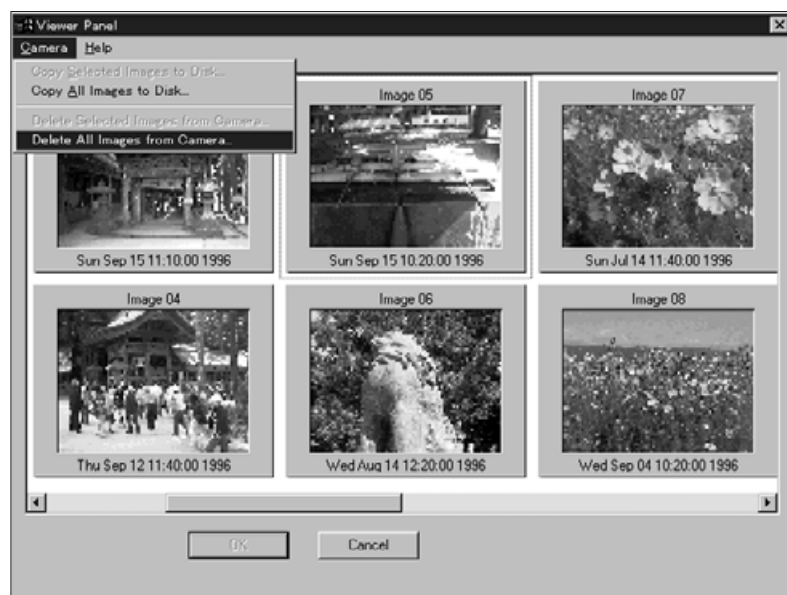 Viewer Panel
Camera Help
Copy Selected Images to Disk...
Copy All Images to Disk...
Delete Selected Images from Camera...
Delete All Images from Camera...
Image 05
Image 07
Sun Sep 15 11:10:00 1996
Sun Sep 15 10:20:00 1996
Sun Jul 14 11:40:00 1996
Image 04
Image 06
Image 08
Thu Sep 12 11:40:00 1996
Wed Aug 14 12:20:00 1996
Wed Sep 04 10:20:00 1996
OK
Cancel